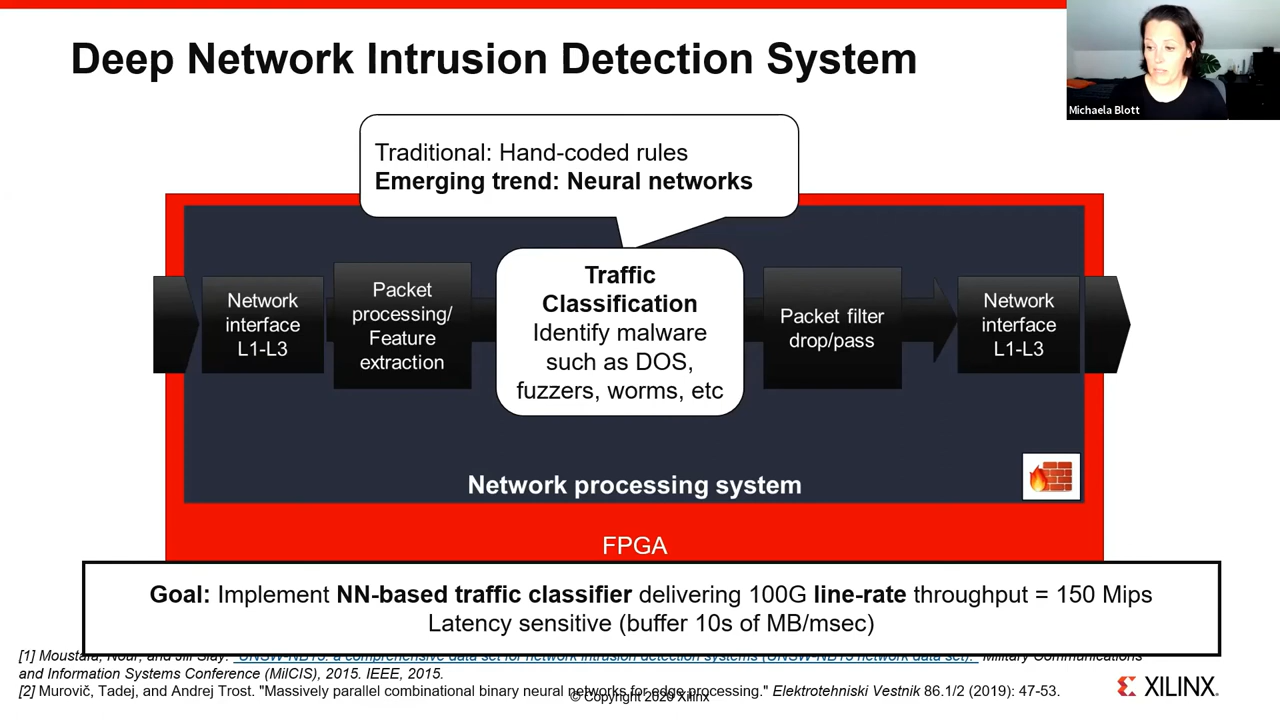 Deep Network Intrusion Detection System
Michaela Blott
Traditional: Hand-coded rules
Emerging trend: Neural networks
Network
interface
L1-L3
Packet
processing/
Feature
extraction
Traffic
Classification
Identify malware
such as DOS,
fuzzers, worms, etc
Packet filter
drop/pass
Network
interface
L1-L3
Network processing system
FPGA
Goal: Implement NN-based traffic classifier delivering 100G line-rate throughput = 150 Mips
Latency sensitive (buffer 10s of MB/msec)
[1] Moustafa, Nour, and Jill Slay. "UNSW-NB15: a comprehensive data set for network intrusion detection systems (UNSW-NB15 network data set)." Military Communications
and Information Systems Conference (MilCIS), 2015. IEEE, 2015.
[2] Murovič, Tadej, and Andrej Trost. "Massively parallel combinational binary neural networks for edge processing." Elektrotehniski Vestnik 86.1/2 (2019): 47-53.
© Copyright 2020 Xilinx
XILINX.